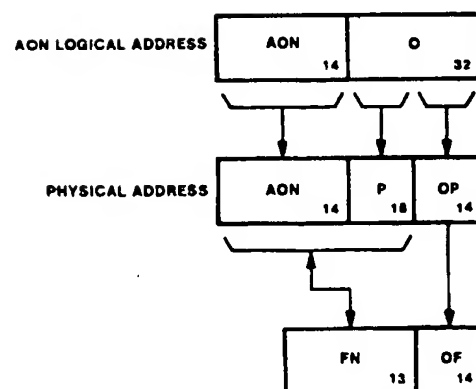 AON LOGICAL ADDRESS AON 14 O 32
PHYSICAL ADDRESS AON 14 P 18 OP 14
FN 13 OF 14